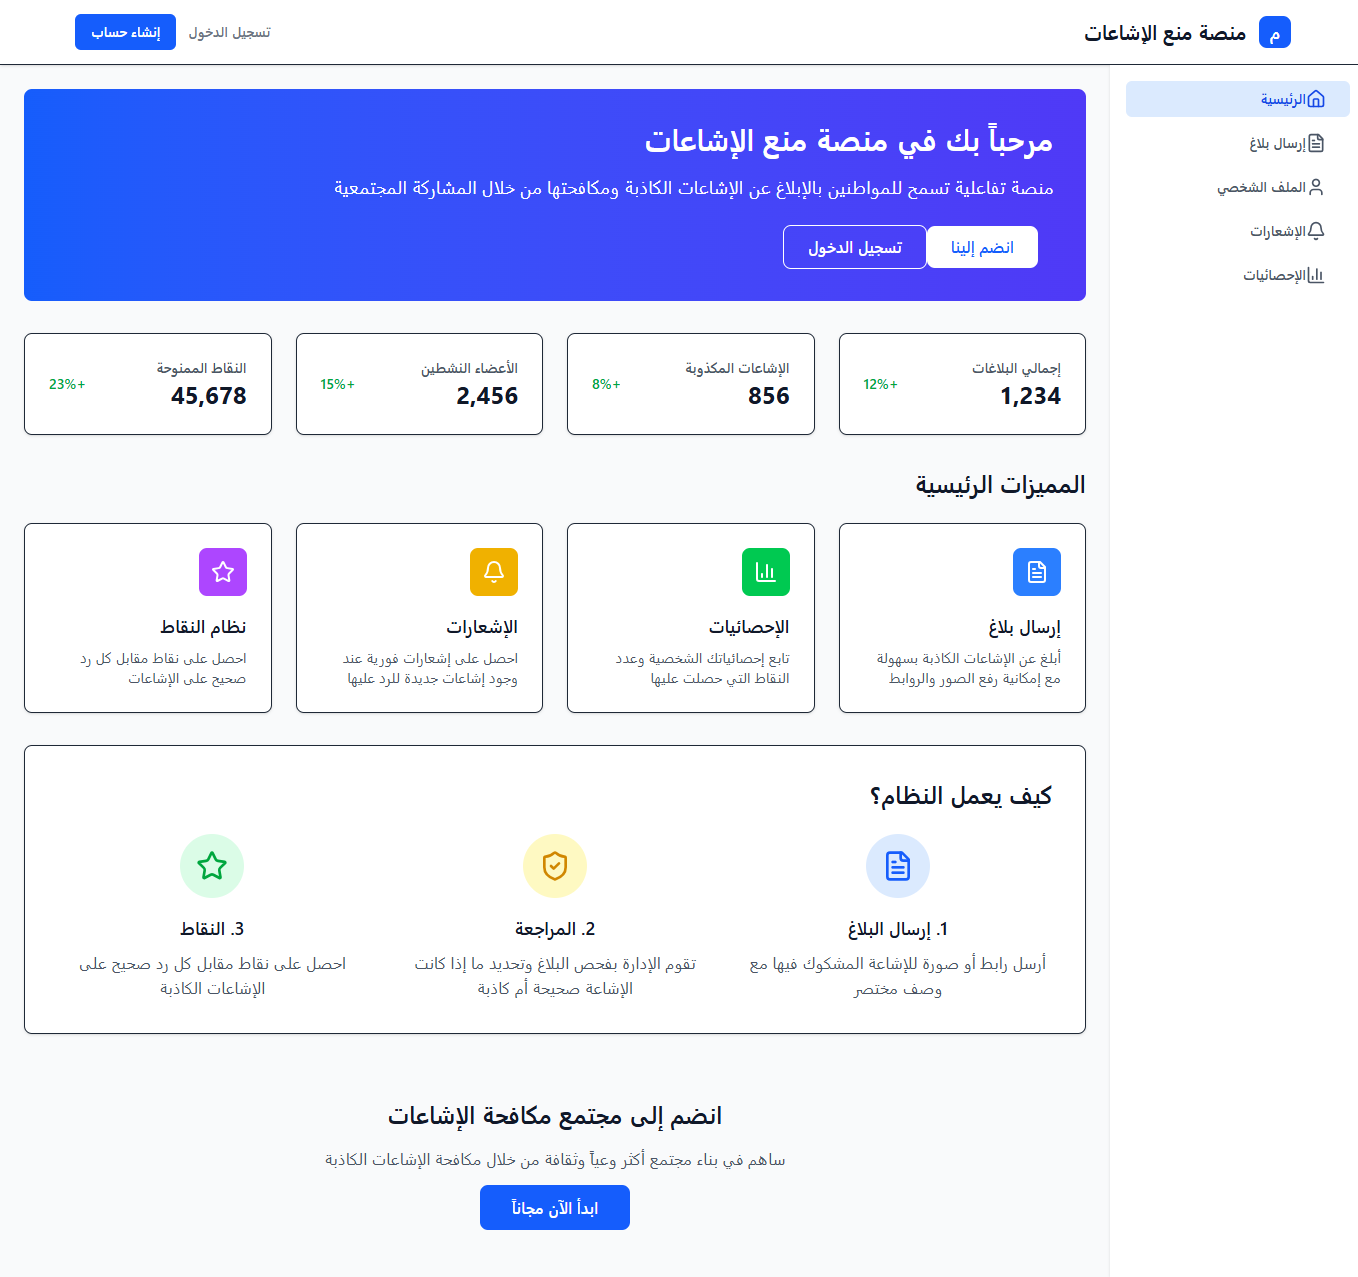 م
منصة منع الإشاعات
تسجيل الدخول
إنشاء حساب
الرئيسية
إرسال بلاغ
الملف الشخصي
الإشعارات
الإحصائيات
مرحباً بك في منصة منع الإشاعات
منصة تفاعلية تسمح للمواطنين بالإبلاغ عن الإشاعات الكاذبة ومكافحتها من خلال المشاركة المجتمعية
انضم إلينا
تسجيل الدخول
إجمالي البلاغات
1,234
+12%
الإشاعات المكذوبة
856
+8%
الأعضاء النشطين
2,456
+15%
النقاط الممنوحة
45,678
+23%
المميزات الرئيسية
إرسال بلاغ
أبلغ عن الإشاعات الكاذبة بسهولة
مع إمكانية رفع الصور والروابط
الإحصائيات
تابع إحصائياتك الشخصية وعدد
النقاط التي حصلت عليها
الإشعارات
احصل على إشعارات فورية عند
وجود إشاعات جديدة للرد عليها
نظام النقاط
احصل على نقاط مقابل كل رد
صحيح على الإشاعات
كيف يعمل النظام؟
1. إرسال البلاغ
أرسل رابط أو صورة للإشاعة المشكوك فيها مع
وصف مختصر
2. المراجعة
تقوم الإدارة بفحص البلاغ وتحديد ما إذا كانت
الإشاعة صحيحة أم كاذبة
3. النقاط
احصل على نقاط مقابل كل رد صحيح على
الإشاعات الكاذبة
انضم إلى مجتمع مكافحة الإشاعات
ساهم في بناء مجتمع أكثر وعياً وثقافة من خلال مكافحة الإشاعات الكاذبة
ابدأ الآن مجاناً